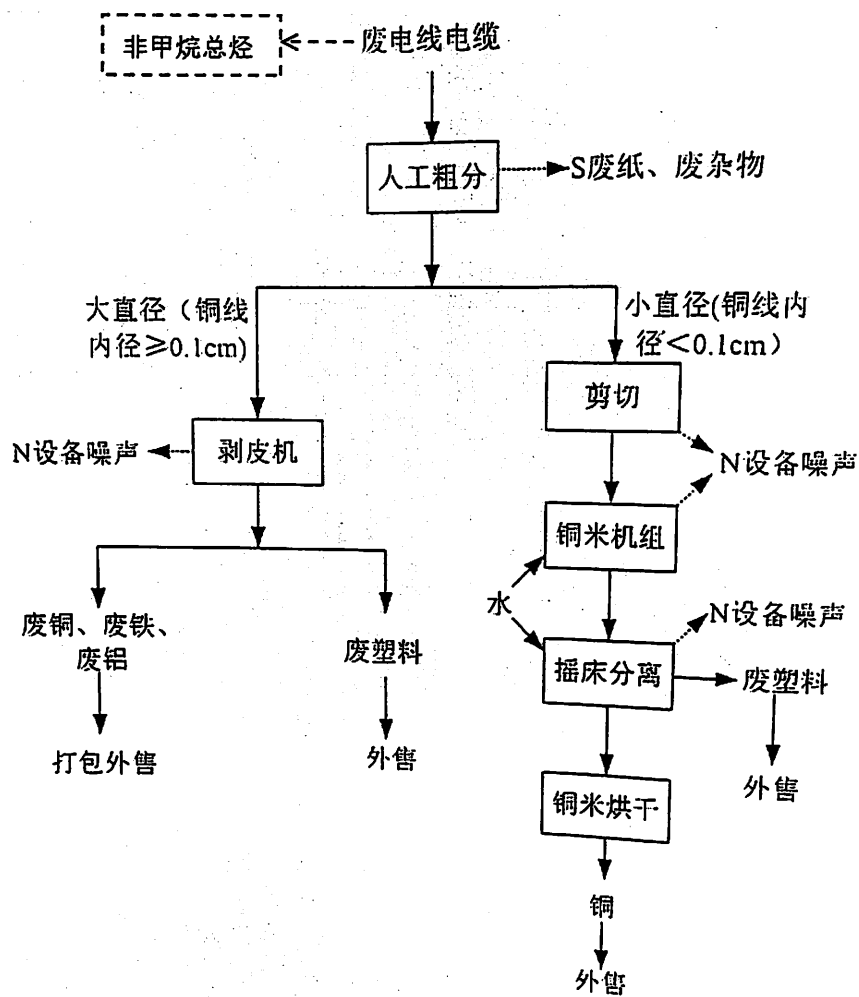 非甲烷总烃
废电线电缆
人工粗分
S废纸、废杂物
大直径（铜线
内径≥0.1cm)
小直径(铜线内
径＜0.1cm）
剪切
N设备噪声
剥皮机
N设备噪声
铜米机组
水
N设备噪声
废铜、废铁、
废铝
废塑料
摇床分离
废塑料
打包外售
外售
外售
铜米烘干
铜
外售